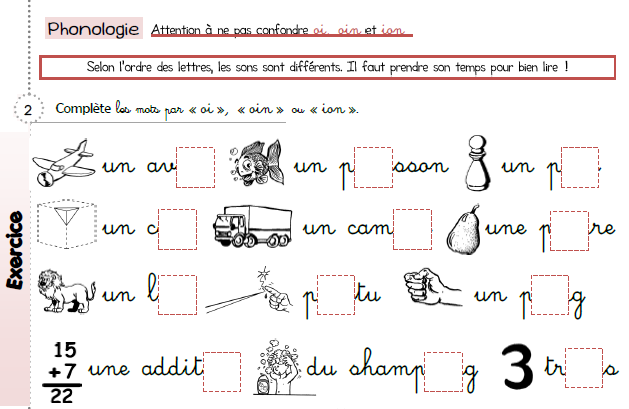 Phonologie Attention à ne pas confondre oi, oin et ion
Selon l'ordre des lettres, les sons sont différents. Il faut prendre son temps pour bien lire !
2 Complète les mots par « oi », « oin » ou « ion ».
un av un p sson un p .
un c un cam une p re
un l p tu un p g
15
+ 7
22
une addit du shamp g 3 tr s
Exercice